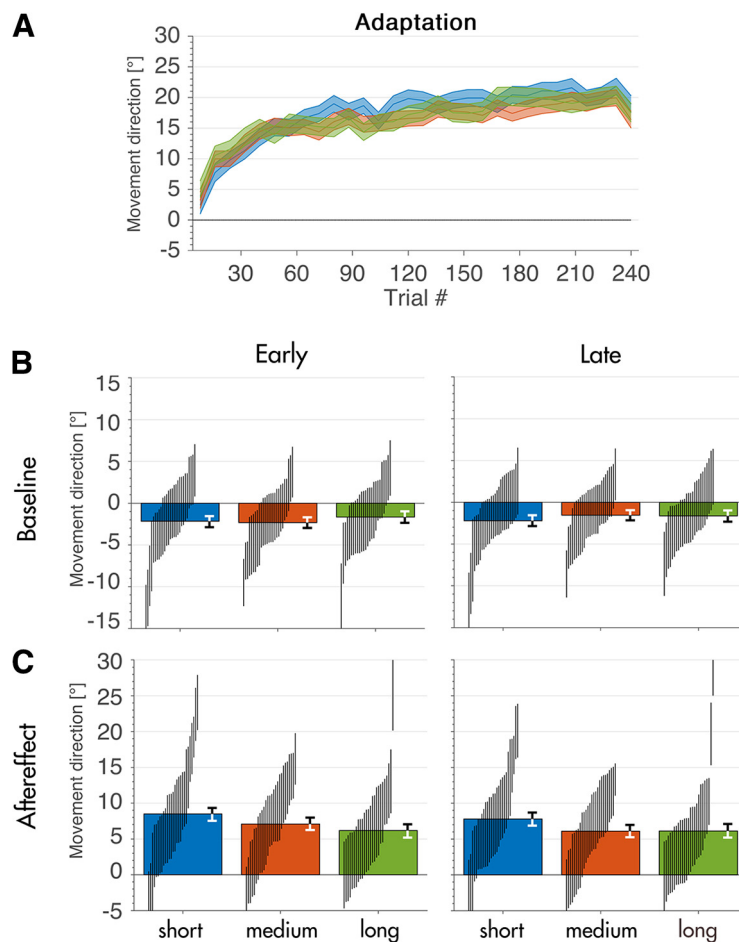 A
Adaptation
Movement direction [°]
30
25
20
15
10
5
0
-5
30 60 90 120 150 180 210 240
Trial #
B
Early
Late
Baseline
Movement direction [°]
15
10
5
0
-5
-10
-15
C
Aftereffect
Movement direction [°]
30
25
20
15
10
5
0
-5
short medium long
short medium long